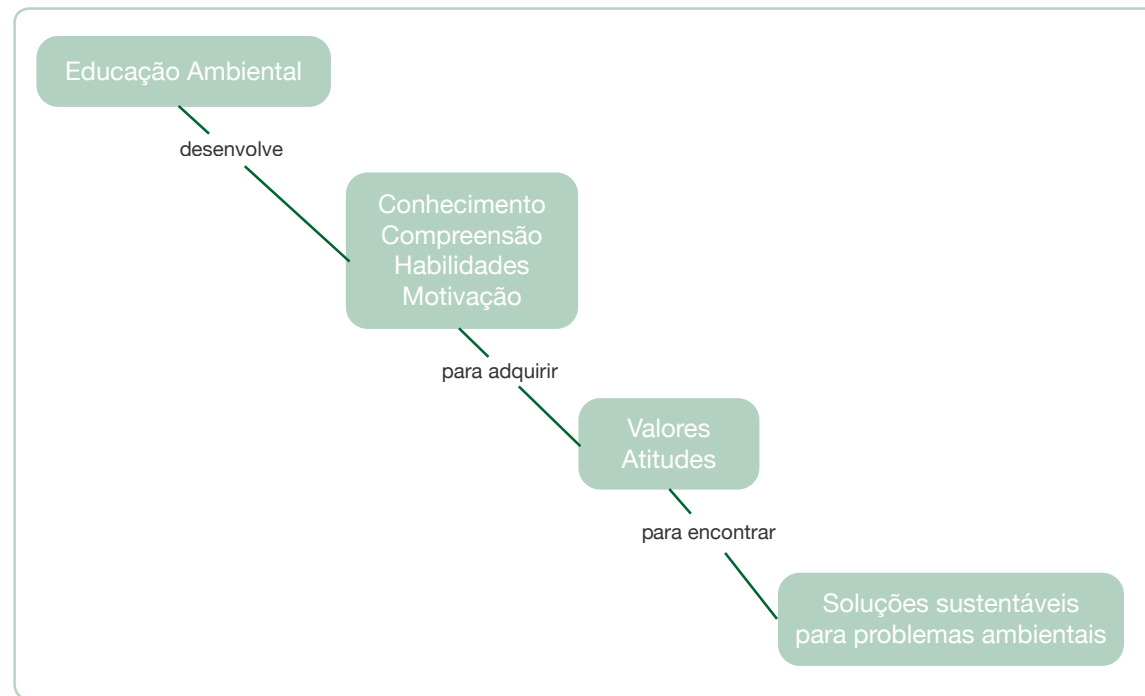 Educação Ambiental
desenvolve
Conhecimento
Compreensão
Habilidades
Motivação
para adquirir
Valores
Atitudes
para encontrar
Soluções sustentáveis
para problemas ambientais